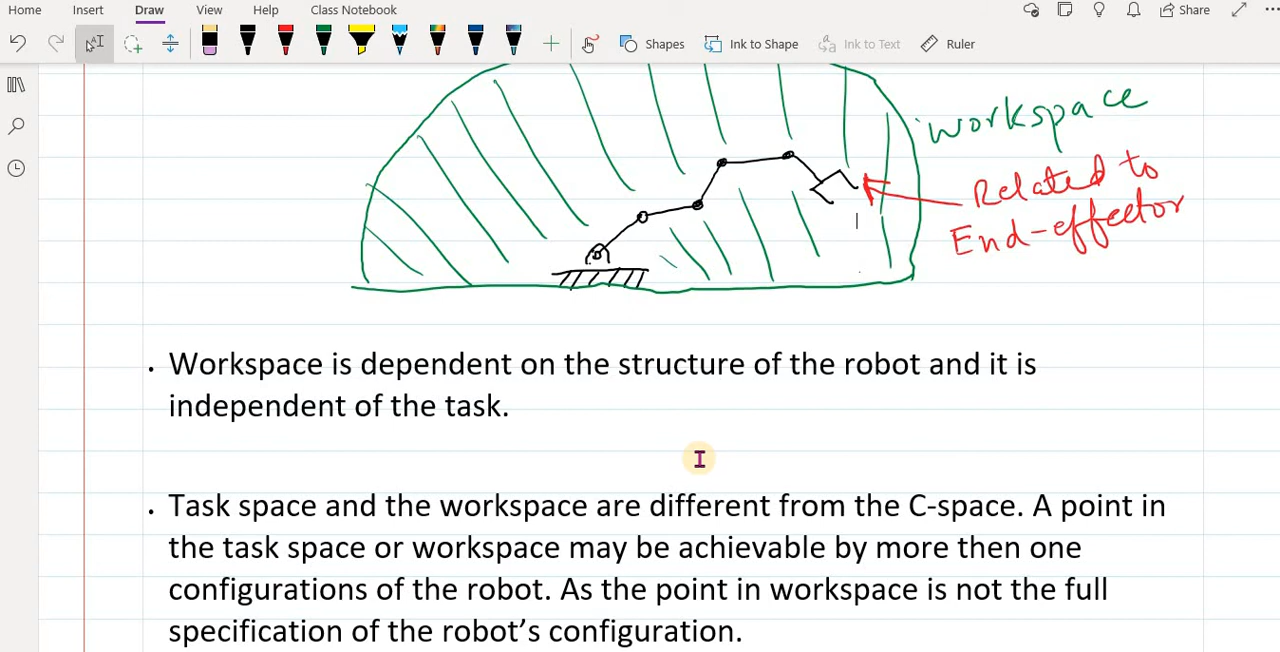 Home Insert Draw View Help Class Notebook Share
Shapes Ink to Shape Ink to Text Ruler
Workspace
Related to
End-effector
Workspace is dependent on the structure of the robot and it is
independent of the task.
Task space and the workspace are different from the C-space. A point in
the task space or workspace may be achievable by more then one
configurations of the robot. As the point in workspace is not the full
specification of the robot's configuration.